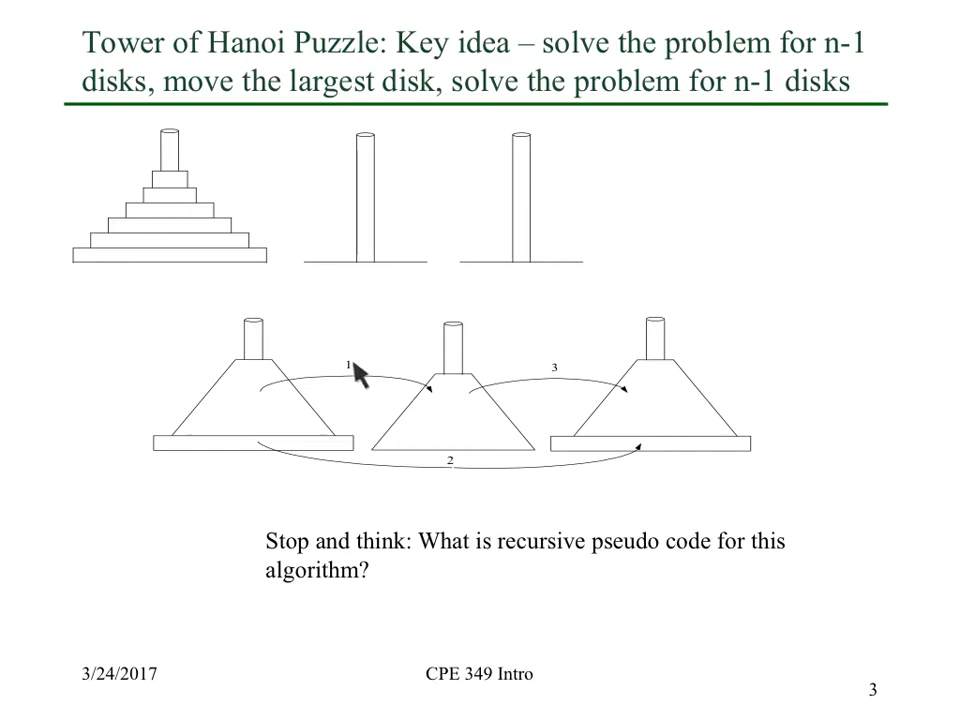 Tower of Hanoi Puzzle: Key idea – solve the problem for n-1
disks, move the largest disk, solve the problem for n-1 disks
1
3
2
Stop and think: What is recursive pseudo code for this
algorithm?
3/24/2017
CPE 349 Intro
3